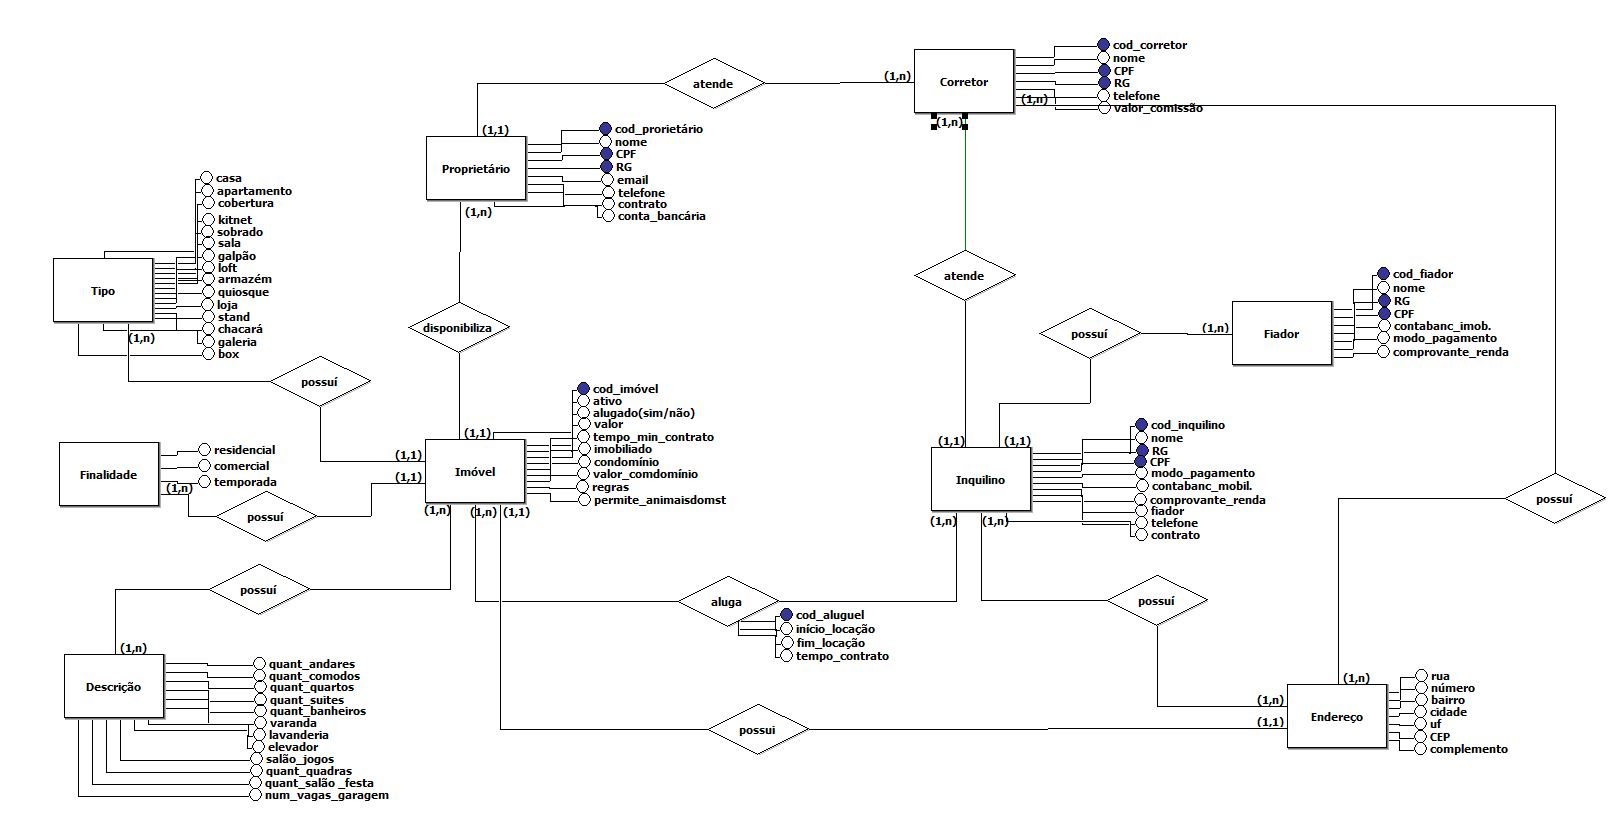 atende
(1,n)
Corretor
cod_corretor
nome
CPF
RG
telefone
valor_comissão
(1,n)
(1,n)
(1,1)
Proprietário
cod_prorietário
nome
CPF
RG
email
telefone
contrato
conta_bancária
(1,n)
Tipo
casa
apartamento
cobertura
kitnet
sobrado
sala
galpão
loft
armazém
quiosque
loja
stand
chacará
galeria
box
(1,n)
disponibiliza
atende
possuí
(1,n)
Fiador
cod_fiador
nome
RG
CPF
contabanc_imob.
modo_pagamento
comprovante_renda
possuí
(1,1)
(1,1)
(1,1)
Imóvel
cod_imóvel
ativo
alugado(sim/não)
valor
tempo_min_contrato
imobiliado
condomínio
valor_comdomínio
regras
permite_animaisdomst
(1,n)
(1,n)
(1,1)
Finalidade
residencial
comercial
temporada
(1,n)
possuí
(1,1)
(1,1)
Inquilino
cod_inquilino
nome
RG
CPF
modo_pagamento
contabanc_mobil.
comprovante_renda
fiador
telefone
contrato
(1,n)
(1,n)
possuí
possuí
aluga
cod_aluguel
início_locação
fim_locação
tempo_contrato
possuí
(1,n)
Descrição
quant_andares
quant_comodos
quant_quartos
quant_suites
quant_banheiros
varanda
lavanderia
elevador
salão_jogos
quant_quadras
quant_salão _festa
num_vagas_garagem
possui
(1,n)
(1,n)
(1,1)
Endereço
rua
número
bairro
cidade
uf
CEP
complemento